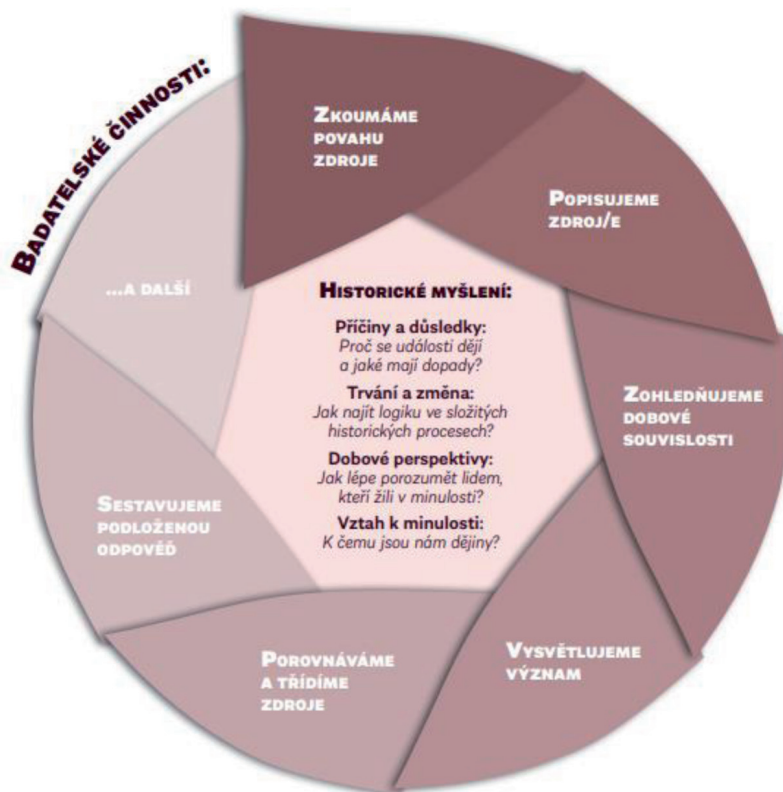 BADATELSKÉ ČINNOSTI:
ZKOUMÁME
POVAHU
ZDROJE
POPISUJEME
ZDROJ/E
ZOHLEDŇUJEME
DOBOVÉ
SOUVISLOSTI
VYSVĚTLUJEME
VÝZNAM
POROVNÁVÁME
A TŘÍDÍME
ZDROJE
SESTAVUJEME
PODLOŽENOU
ODPOVĚĎ
...A DALŠÍ
HISTORICKÉ MYŠLENÍ:
Příčiny a důsledky:
Proč se události dějí
a jaké mají dopady?
Trvání a změna:
Jak najít logiku ve složitých
historických procesech?
Dobové perspektivy:
Jak lépe porozumět lidem,
kteří žili v minulosti?
Vztah k minulosti:
K čemu jsou nám dějiny?